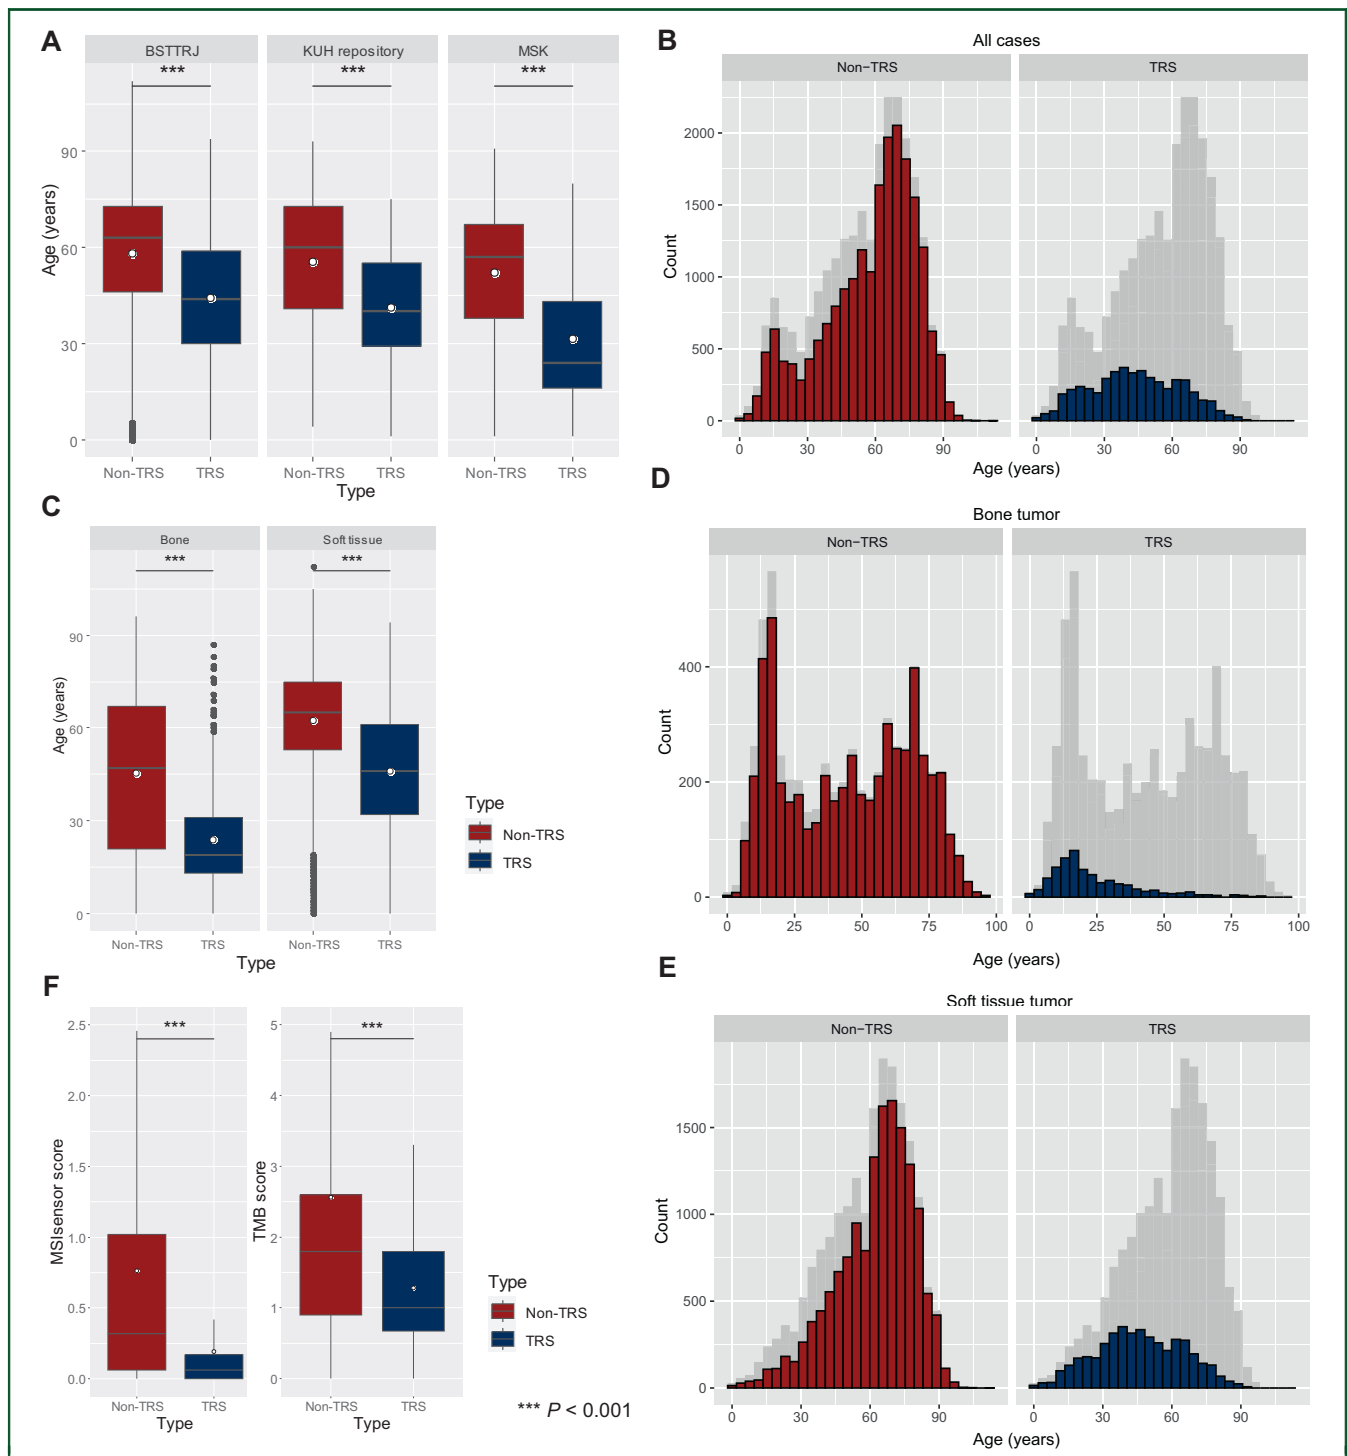 A
BSTTRJ
KUH repository
MSK
***
***
***
Age (years)
90
60
30
0
Non-TRS
TRS
Non-TRS
TRS
Non-TRS
TRS
Type
B
All cases
Non−TRS
TRS
Count
2000
1500
1000
500
0
0
30
60
90
0
30
60
90
Age (years)
C
Bone
Soft tissue
***
***
Age (years)
90
60
30
0
Non-TRS
TRS
Non-TRS
TRS
Type
Type
Non-TRS
TRS
D
Bone tumor
Non−TRS
TRS
Count
400
200
0
0
25
50
75
100
0
25
50
75
100
Age (years)
F
***
***
MSIsensor score
2.5
2.0
1.5
1.0
0.5
0.0
Non-TRS
TRS
Type
TMB score
5
4
3
2
1
0
Non-TRS
TRS
Type
Type
Non-TRS
TRS
*** P < 0.001
E
Soft tissue tumor
Non−TRS
TRS
Count
1500
1000
500
0
0
30
60
90
0
30
60
90
Age (years)